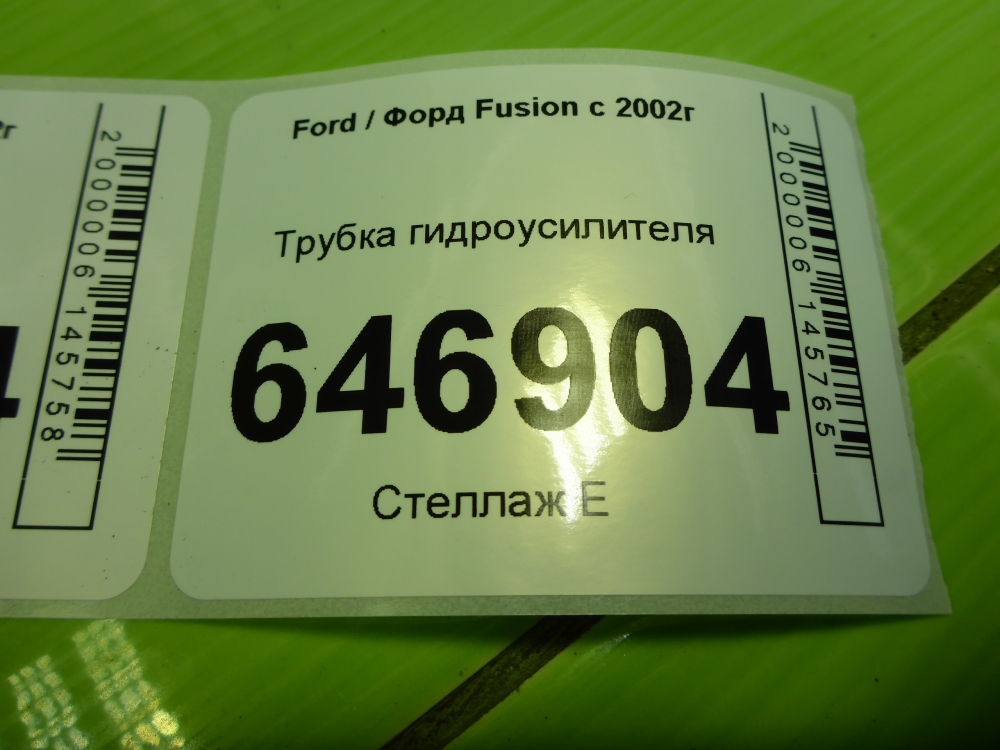 Ford / Форд Fusion с 2002г
Трубка гидроусилителя
646904
Стеллаж Е
2000006145765
2000006145758